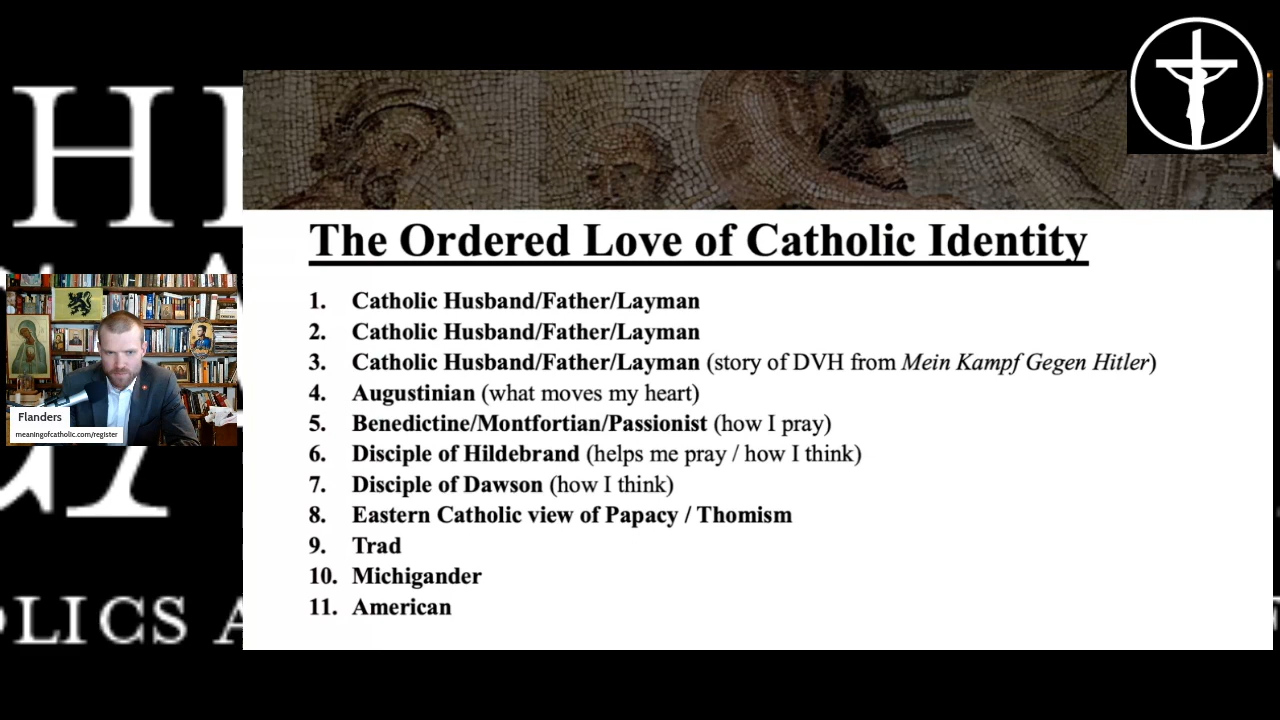 The Ordered Love of Catholic Identity
1. Catholic Husband/Father/Layman
2. Catholic Husband/Father/Layman
3. Catholic Husband/Father/Layman (story of DVH from Mein Kampf Gegen Hitler)
4. Augustinian (what moves my heart)
5. Benedictine/Montfortian/Passionist (how I pray)
6. Disciple of Hildebrand (helps me pray / how I think)
7. Disciple of Dawson (how I think)
8. Eastern Catholic view of Papacy / Thomism
9. Trad
10. Michigander
11. American
Flanders
meaningofcatholic.com/register
OLICS A